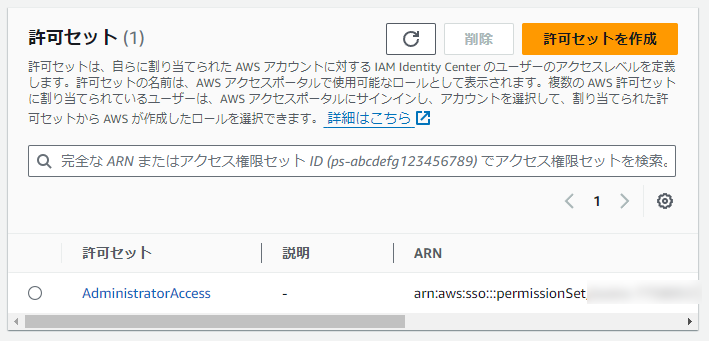 許可セット (1)
削除
許可セットを作成
許可セットは、自らに割り当てられた AWS アカウントに対する IAM Identity Center のユーザーのアクセスレベルを定義
します。許可セットの名前は、AWS アクセスポータルで使用可能なロールとして表示されます。複数の AWS 許可セット
に割り当てられているユーザーは、AWS アクセスポータルにサインインし、アカウントを選択して、割り当てられた許
可セットから AWS が作成したロールを選択できます。 詳細はこちら
完全な ARN またはアクセス権限セット ID (ps-abcdefg123456789) でアクセス権限セットを検索。
1
許可セット 説明 ARN
AdministratorAccess - arn:aws:sso:::permissionSet